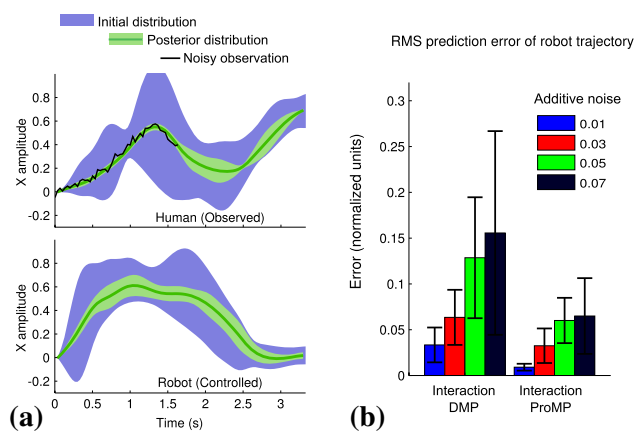 Initial distribution
Posterior distribution
Noisy observation
X amplitude
0.8
0.6
0.4
0.2
0
-0.2
Human (Observed)
X amplitude
0.8
0.6
0.4
0.2
0
-0.2
Robot (Controlled)
0 0.5 1 1.5 2 2.5 3
Time (s)
(a)
RMS prediction error of robot trajectory
Error (normalized units)
0.3
0.25
0.2
0.15
0.1
0.05
0
Additive noise
0.01
0.03
0.05
0.07
Interaction DMP
Interaction ProMP
(b)